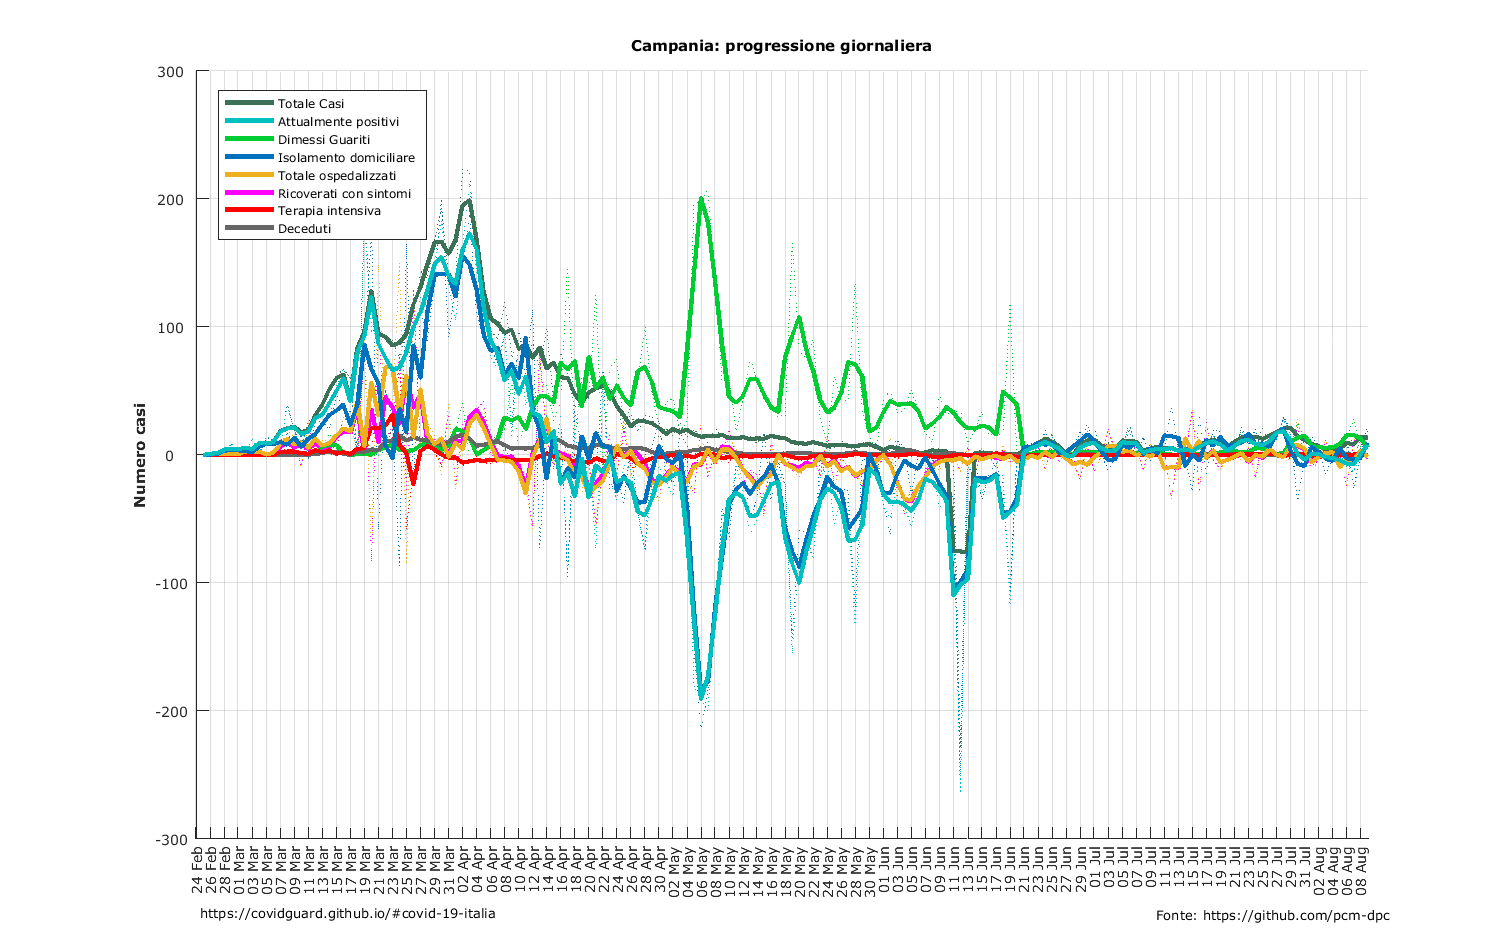 Campania: progressione giornaliera
Numero casi
300
200
100
0
-100
-200
-300
Totale Casi
Attualmente positivi
Dimessi Guariti
Isolamento domiciliare
Totale ospedalizzati
Ricoverati con sintomi
Terapia intensiva
Deceduti
24 Feb
26 Feb
28 Feb
01 Mar
03 Mar
05 Mar
07 Mar
09 Mar
11 Mar
13 Mar
15 Mar
17 Mar
19 Mar
21 Mar
23 Mar
25 Mar
27 Mar
29 Mar
31 Mar
02 Apr
04 Apr
06 Apr
08 Apr
10 Apr
12 Apr
14 Apr
16 Apr
18 Apr
20 Apr
22 Apr
24 Apr
26 Apr
28 Apr
30 Apr
02 May
04 May
06 May
08 May
10 May
12 May
14 May
16 May
18 May
20 May
22 May
24 May
26 May
28 May
30 May
01 Jun
03 Jun
05 Jun
07 Jun
09 Jun
11 Jun
13 Jun
15 Jun
17 Jun
19 Jun
21 Jun
23 Jun
25 Jun
27 Jun
29 Jun
01 Jul
03 Jul
05 Jul
07 Jul
09 Jul
11 Jul
13 Jul
15 Jul
17 Jul
19 Jul
21 Jul
23 Jul
25 Jul
27 Jul
29 Jul
31 Jul
02 Aug
04 Aug
06 Aug
08 Aug
https://covidguard.github.io/#covid-19-italia
Fonte: https://github.com/pcm-dpc